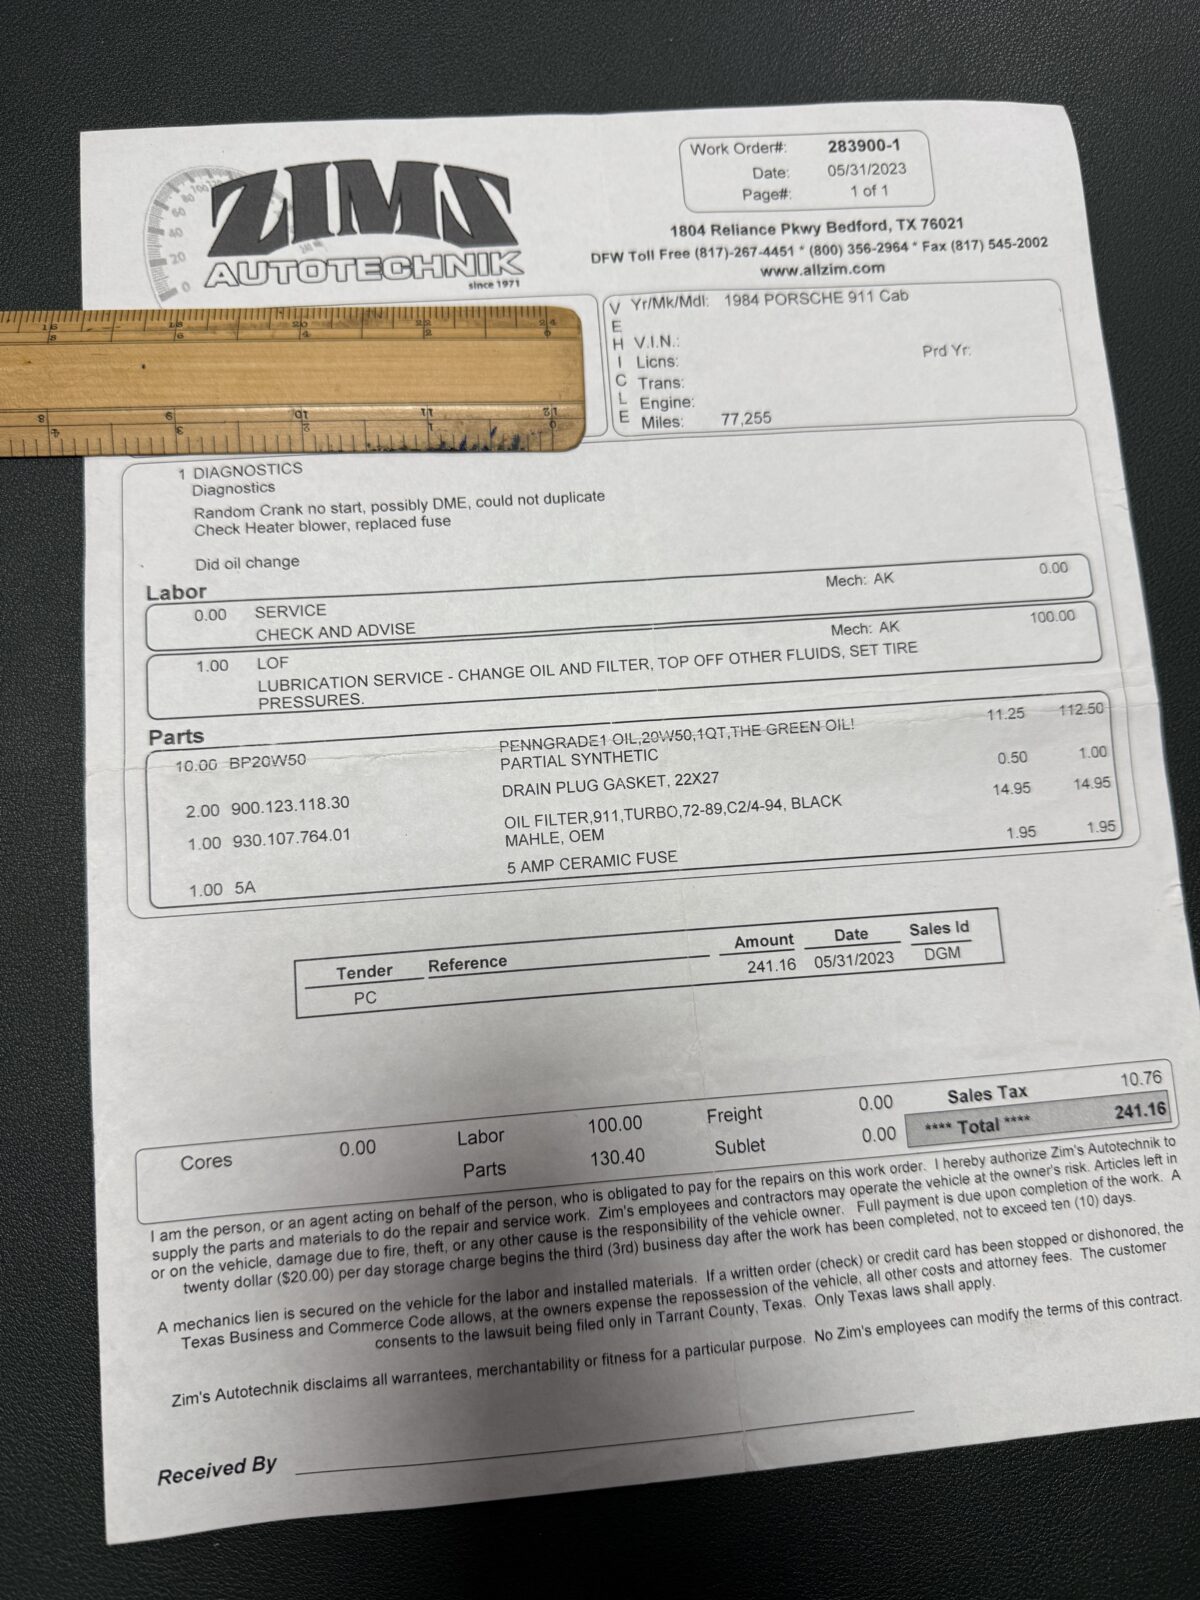 ZIMS
AUTOTECHNIK
since 1971
Work Order#: 283900-1
Date: 05/31/2023
Page#: 1 of 1
1804 Reliance Pkwy Bedford, TX 76021
DFW Toll Free (817)-267-4451 * (800) 356-2964 * Fax (817) 545-2002
www.allzim.com
VEHICLE
Yr/Mk/Mdl: 1984 PORSCHE 911 Cab
V.I.N.:
Prd Yr:
Licns:
Trans:
Engine:
Miles: 77,255
1 DIAGNOSTICS
Diagnostics
Random Crank no start, possibly DME, could not duplicate
Check Heater blower, replaced fuse
Did oil change
Labor
0.00 SERVICE Mech: AK 0.00
CHECK AND ADVISE
1.00 LOF Mech: AK 100.00
LUBRICATION SERVICE - CHANGE OIL AND FILTER, TOP OFF OTHER FLUIDS, SET TIRE
PRESSURES.
Parts
10.00 BP20W50 PENNGRADE1 OIL,20W50,1QT,THE GREEN OIL! 11.25 112.50
PARTIAL SYNTHETIC
2.00 900.123.118.30 DRAIN PLUG GASKET, 22X27 0.50 1.00
1.00 930.107.764.01 OIL FILTER,911,TURBO,72-89,C2/4-94, BLACK 14.95 14.95
MAHLE, OEM
1.00 5A 5 AMP CERAMIC FUSE 1.95 1.95
Tender Reference Amount Date Sales Id
PC 241.16 05/31/2023 DGM
Cores 0.00 Labor 100.00 Freight 0.00 Sales Tax 10.76
Parts 130.40 Sublet 0.00 **** Total **** 241.16
I am the person, or an agent acting on behalf of the person, who is obligated to pay for the repairs on this work order. I hereby authorize Zim's Autotechnik to
supply the parts and materials to do the repair and service work. Zim's employees and contractors may operate the vehicle at the owner's risk. Articles left in
or on the vehicle, damage due to fire, theft, or any other cause is the responsibility of the vehicle owner. Full payment is due upon completion of the work. A
twenty dollar ($20.00) per day storage charge begins the third (3rd) business day after the work has been completed, not to exceed ten (10) days.
A mechanics lien is secured on the vehicle for the labor and installed materials. If a written order (check) or credit card has been stopped or dishonored, the
Texas Business and Commerce Code allows, at the owners expense the repossession of the vehicle, all other costs and attorney fees. The customer
consents to the lawsuit being filed only in Tarrant County, Texas. Only Texas laws shall apply.
Zim's Autotechnik disclaims all warrantees, merchantability or fitness for a particular purpose. No Zim's employees can modify the terms of this contract.
Received By